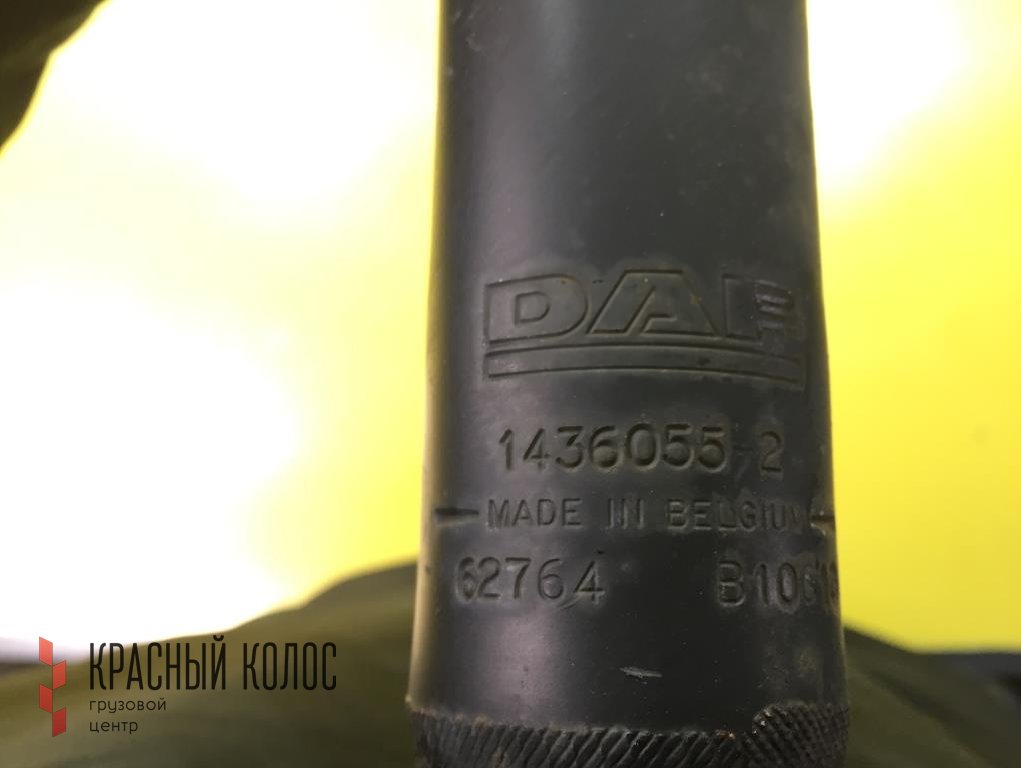 DAF
1436055-2
MADE IN BELGIUM
62764
КРАСНЫЙ КОЛОС
грузовой
центр